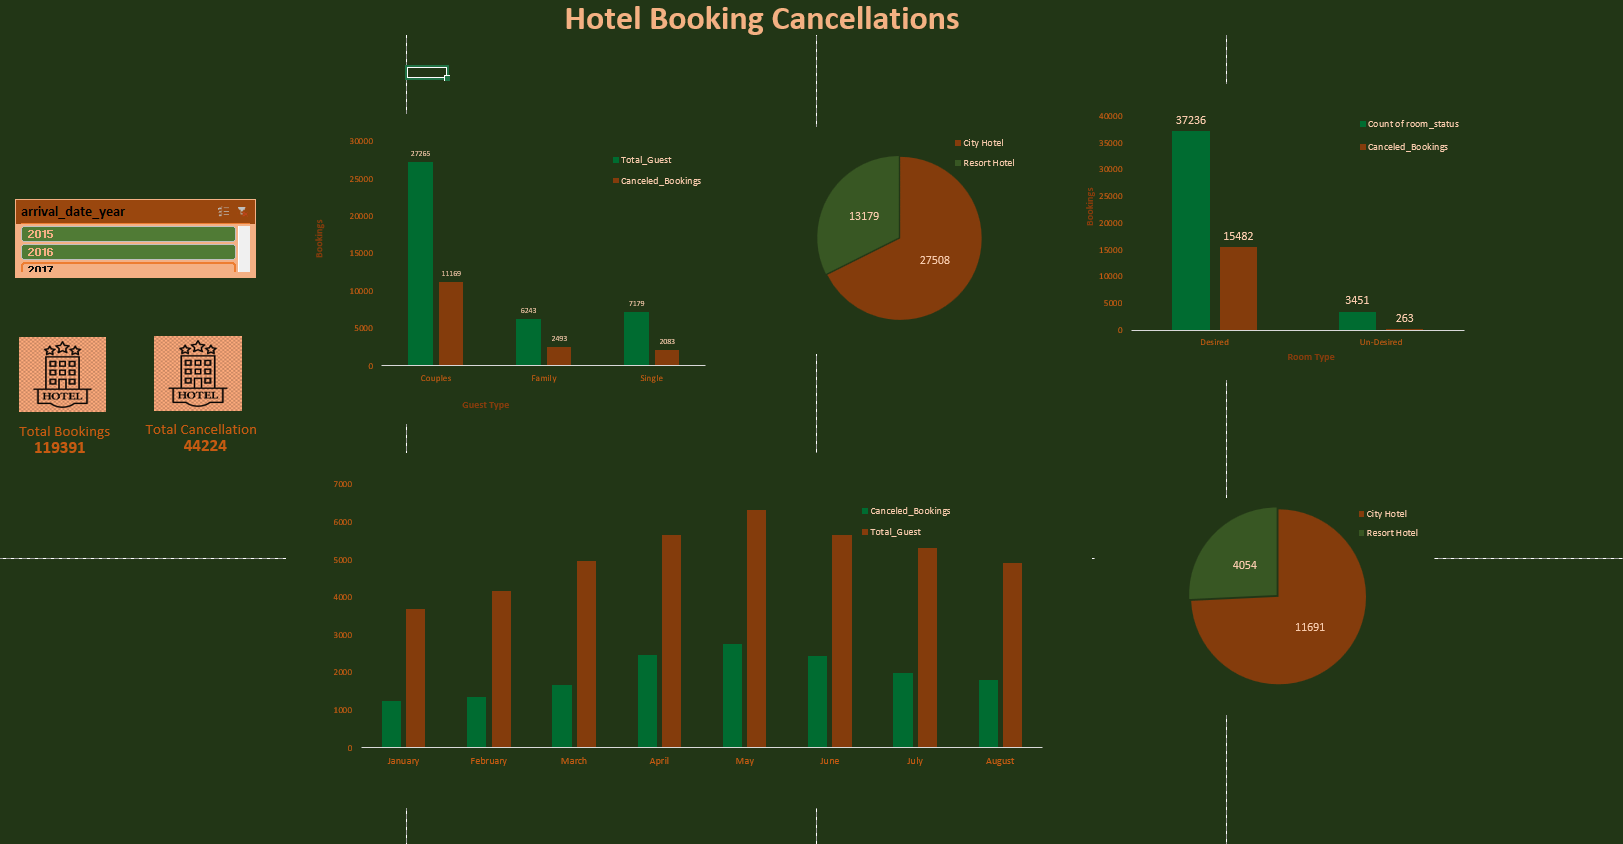 Hotel Booking Cancellations
arrival_date_year
2015
2016
2017
HOTEL
HOTEL
Total Bookings
119391
Total Cancellation
44224
30000
25000
20000
15000
10000
5000
0
Bookings
27265
11169
6243
2493
7179
2083
Total_Guest
Canceled_Bookings
Couples
Family
Single
Guest Type
City Hotel
Resort Hotel
13179
27508
40000
35000
30000
25000
20000
15000
10000
5000
0
Bookings
37236
15482
3451
263
Count of room_status
Canceled_Bookings
Desired
Un-Desired
Room Type
7000
6000
5000
4000
3000
2000
1000
0
Canceled_Bookings
Total_Guest
January
February
March
April
May
June
July
August
City Hotel
Resort Hotel
4054
11691